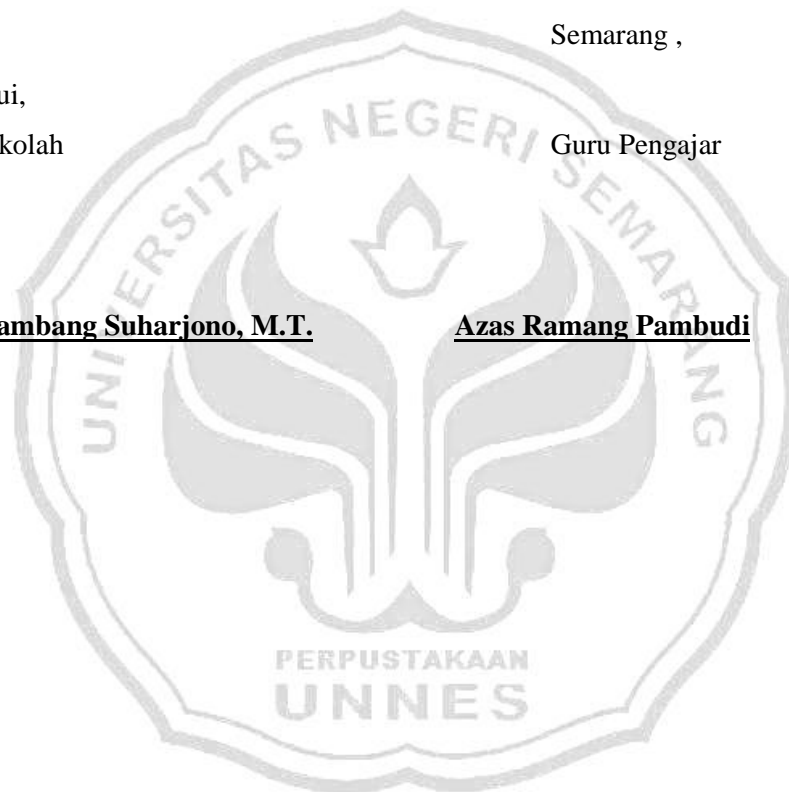 Semarang ,
ui,
kolah Guru Pengajar
ambang Suharjono, M.T. Azas Ramang Pambudi
UNIVERSITAS NEGERI SEMARANG
PERPUSTAKAAN
UNNES